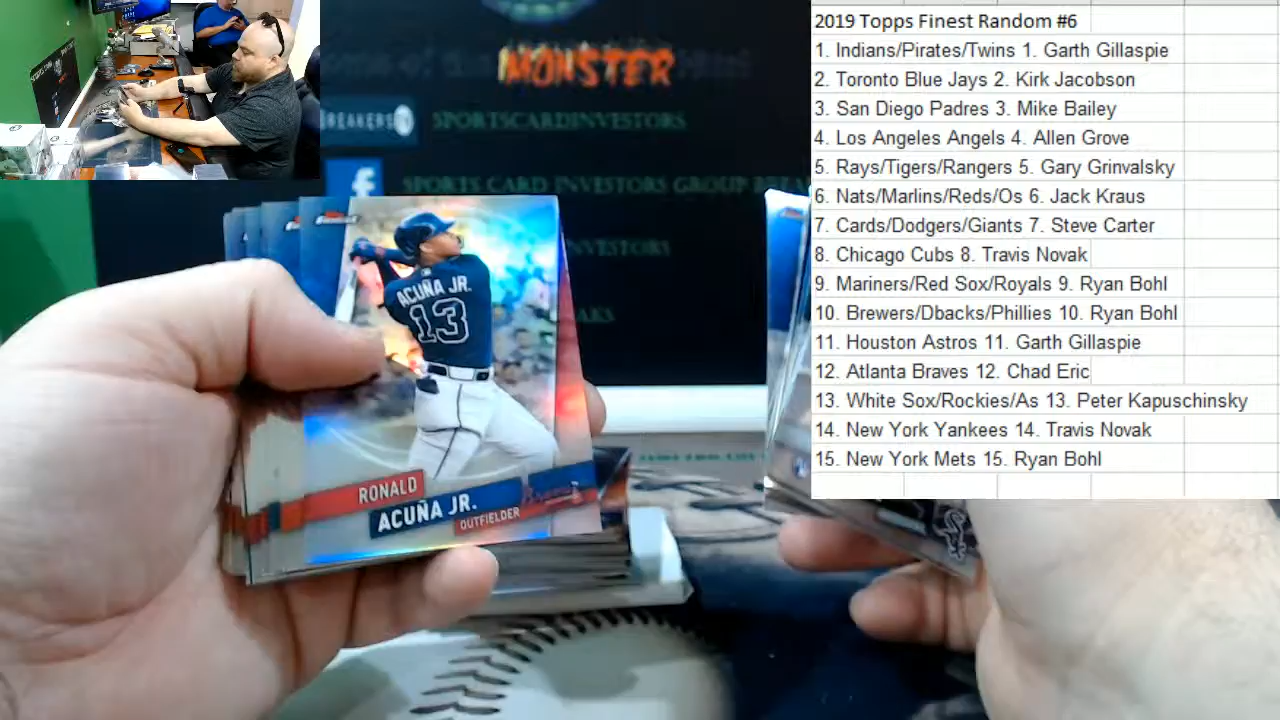 MONSTER
BREAKERS
SPORTSCARDINVESTORS
SPORTS CARD INVESTORS GROUP BREA
ACUÑA JR.
13
RONALD
ACUÑA JR.
OUTFIELDER
Braves
2019 Topps Finest Random #6
1. Indians/Pirates/Twins 1. Garth Gillaspie
2. Toronto Blue Jays 2. Kirk Jacobson
3. San Diego Padres 3. Mike Bailey
4. Los Angeles Angels 4. Allen Grove
5. Rays/Tigers/Rangers 5. Gary Grinvalsky
6. Nats/Marlins/Reds/Os 6. Jack Kraus
7. Cards/Dodgers/Giants 7. Steve Carter
8. Chicago Cubs 8. Travis Novak
9. Mariners/Red Sox/Royals 9. Ryan Bohl
10. Brewers/Dbacks/Phillies 10. Ryan Bohl
11. Houston Astros 11. Garth Gillaspie
12. Atlanta Braves 12. Chad Eric
13. White Sox/Rockies/As 13. Peter Kapuschinsky
14. New York Yankees 14. Travis Novak
15. New York Mets 15. Ryan Bohl